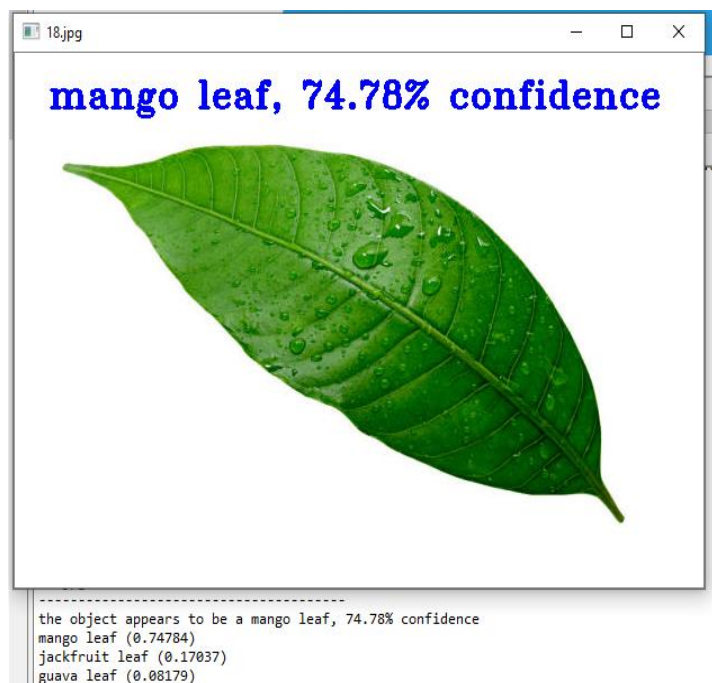 18.jpg
mango leaf, 74.78% confidence
----------------------------------------
the object appears to be a mango leaf, 74.78% confidence
mango leaf (0.74784)
jackfruit leaf (0.17037)
guava leaf (0.08179)